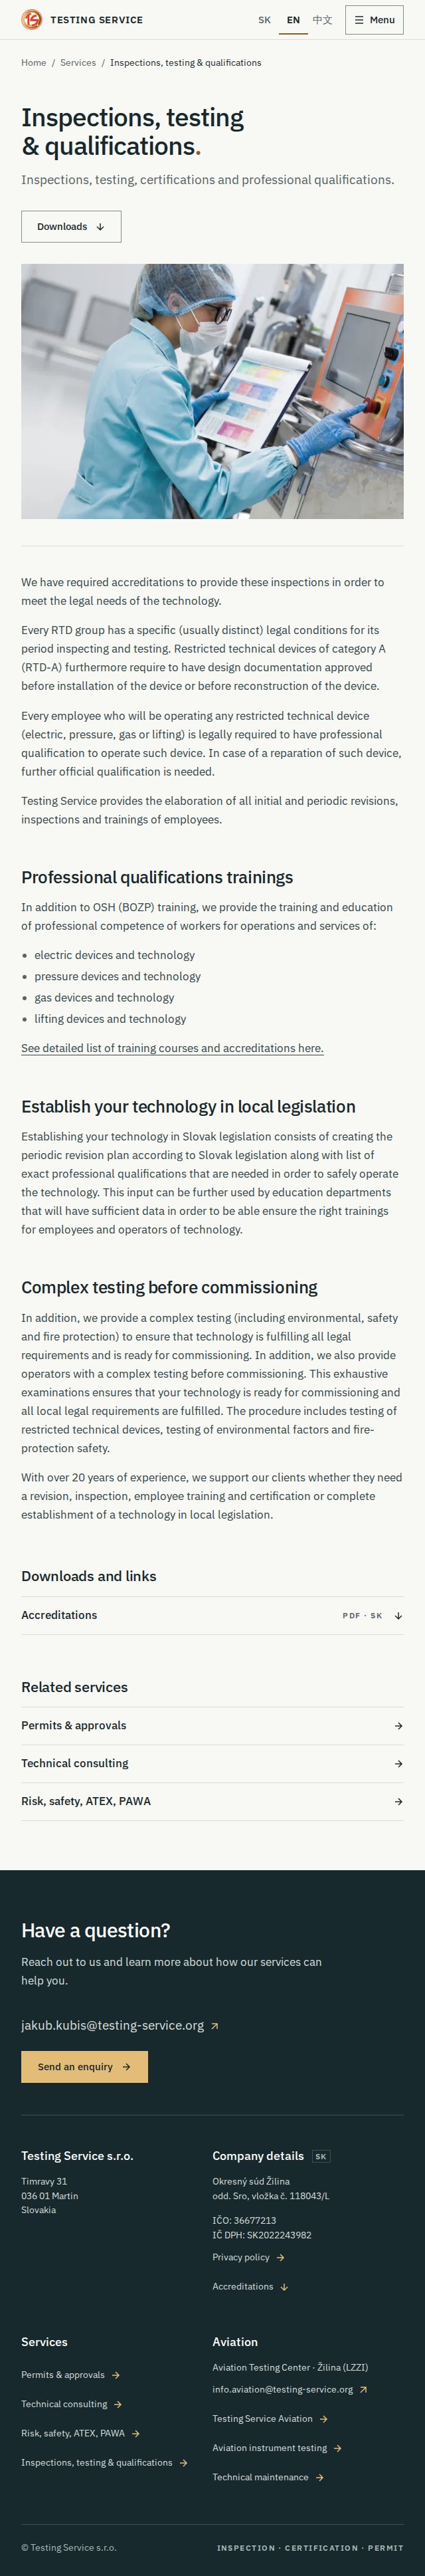 TESTING SERVICE
SK EN 中文 Menu
Home / Services / Inspections, testing & qualifications
Inspections, testing
& qualifications.
Inspections, testing, certifications and professional qualifications.
Downloads
We have required accreditations to provide these inspections in order to
meet the legal needs of the technology.
Every RTD group has a specific (usually distinct) legal conditions for its
period inspecting and testing. Restricted technical devices of category A
(RTD-A) furthermore require to have design documentation approved
before installation of the device or before reconstruction of the device.
Every employee who will be operating any restricted technical device
(electric, pressure, gas or lifting) is legally required to have professional
qualification to operate such device. In case of a reparation of such device,
further official qualification is needed.
Testing Service provides the elaboration of all initial and periodic revisions,
inspections and trainings of employees.
Professional qualifications trainings
In addition to OSH (BOZP) training, we provide the training and education
of professional competence of workers for operations and services of:
electric devices and technology
pressure devices and technology
gas devices and technology
lifting devices and technology
See detailed list of training courses and accreditations here.
Establish your technology in local legislation
Establishing your technology in Slovak legislation consists of creating the
periodic revision plan according to Slovak legislation along with list of
exact professional qualifications that are needed in order to safely operate
the technology. This input can be further used by education departments
that will have sufficient data in order to be able ensure the right trainings
for employees and operators of technology.
Complex testing before commissioning
In addition, we provide a complex testing (including environmental, safety
and fire protection) to ensure that technology is fulfilling all legal
requirements and is ready for commissioning. In addition, we also provide
operators with a complex testing before commissioning. This exhaustive
examinations ensures that your technology is ready for commissioning and
all local legal requirements are fulfilled. The procedure includes testing of
restricted technical devices, testing of environmental factors and fire-
protection safety.
With over 20 years of experience, we support our clients whether they need
a revision, inspection, employee training and certification or complete
establishment of a technology in local legislation.
Downloads and links
Accreditations PDF · SK
Related services
Permits & approvals
Technical consulting
Risk, safety, ATEX, PAWA
Have a question?
Reach out to us and learn more about how our services can
help you.
jakub.kubis@testing-service.org
Send an enquiry
Testing Service s.r.o.
Timravy 31
036 01 Martin
Slovakia
Company details SK
Okresný súd Žilina
odd. Sro, vložka č. 118043/L
IČO: 36677213
IČ DPH: SK2022243982
Privacy policy
Accreditations
Services
Permits & approvals
Technical consulting
Risk, safety, ATEX, PAWA
Inspections, testing & qualifications
Aviation
Aviation Testing Center · Žilina (LZZI)
info.aviation@testing-service.org
Testing Service Aviation
Aviation instrument testing
Technical maintenance
© Testing Service s.r.o.
INSPECTION · CERTIFICATION · PERMIT